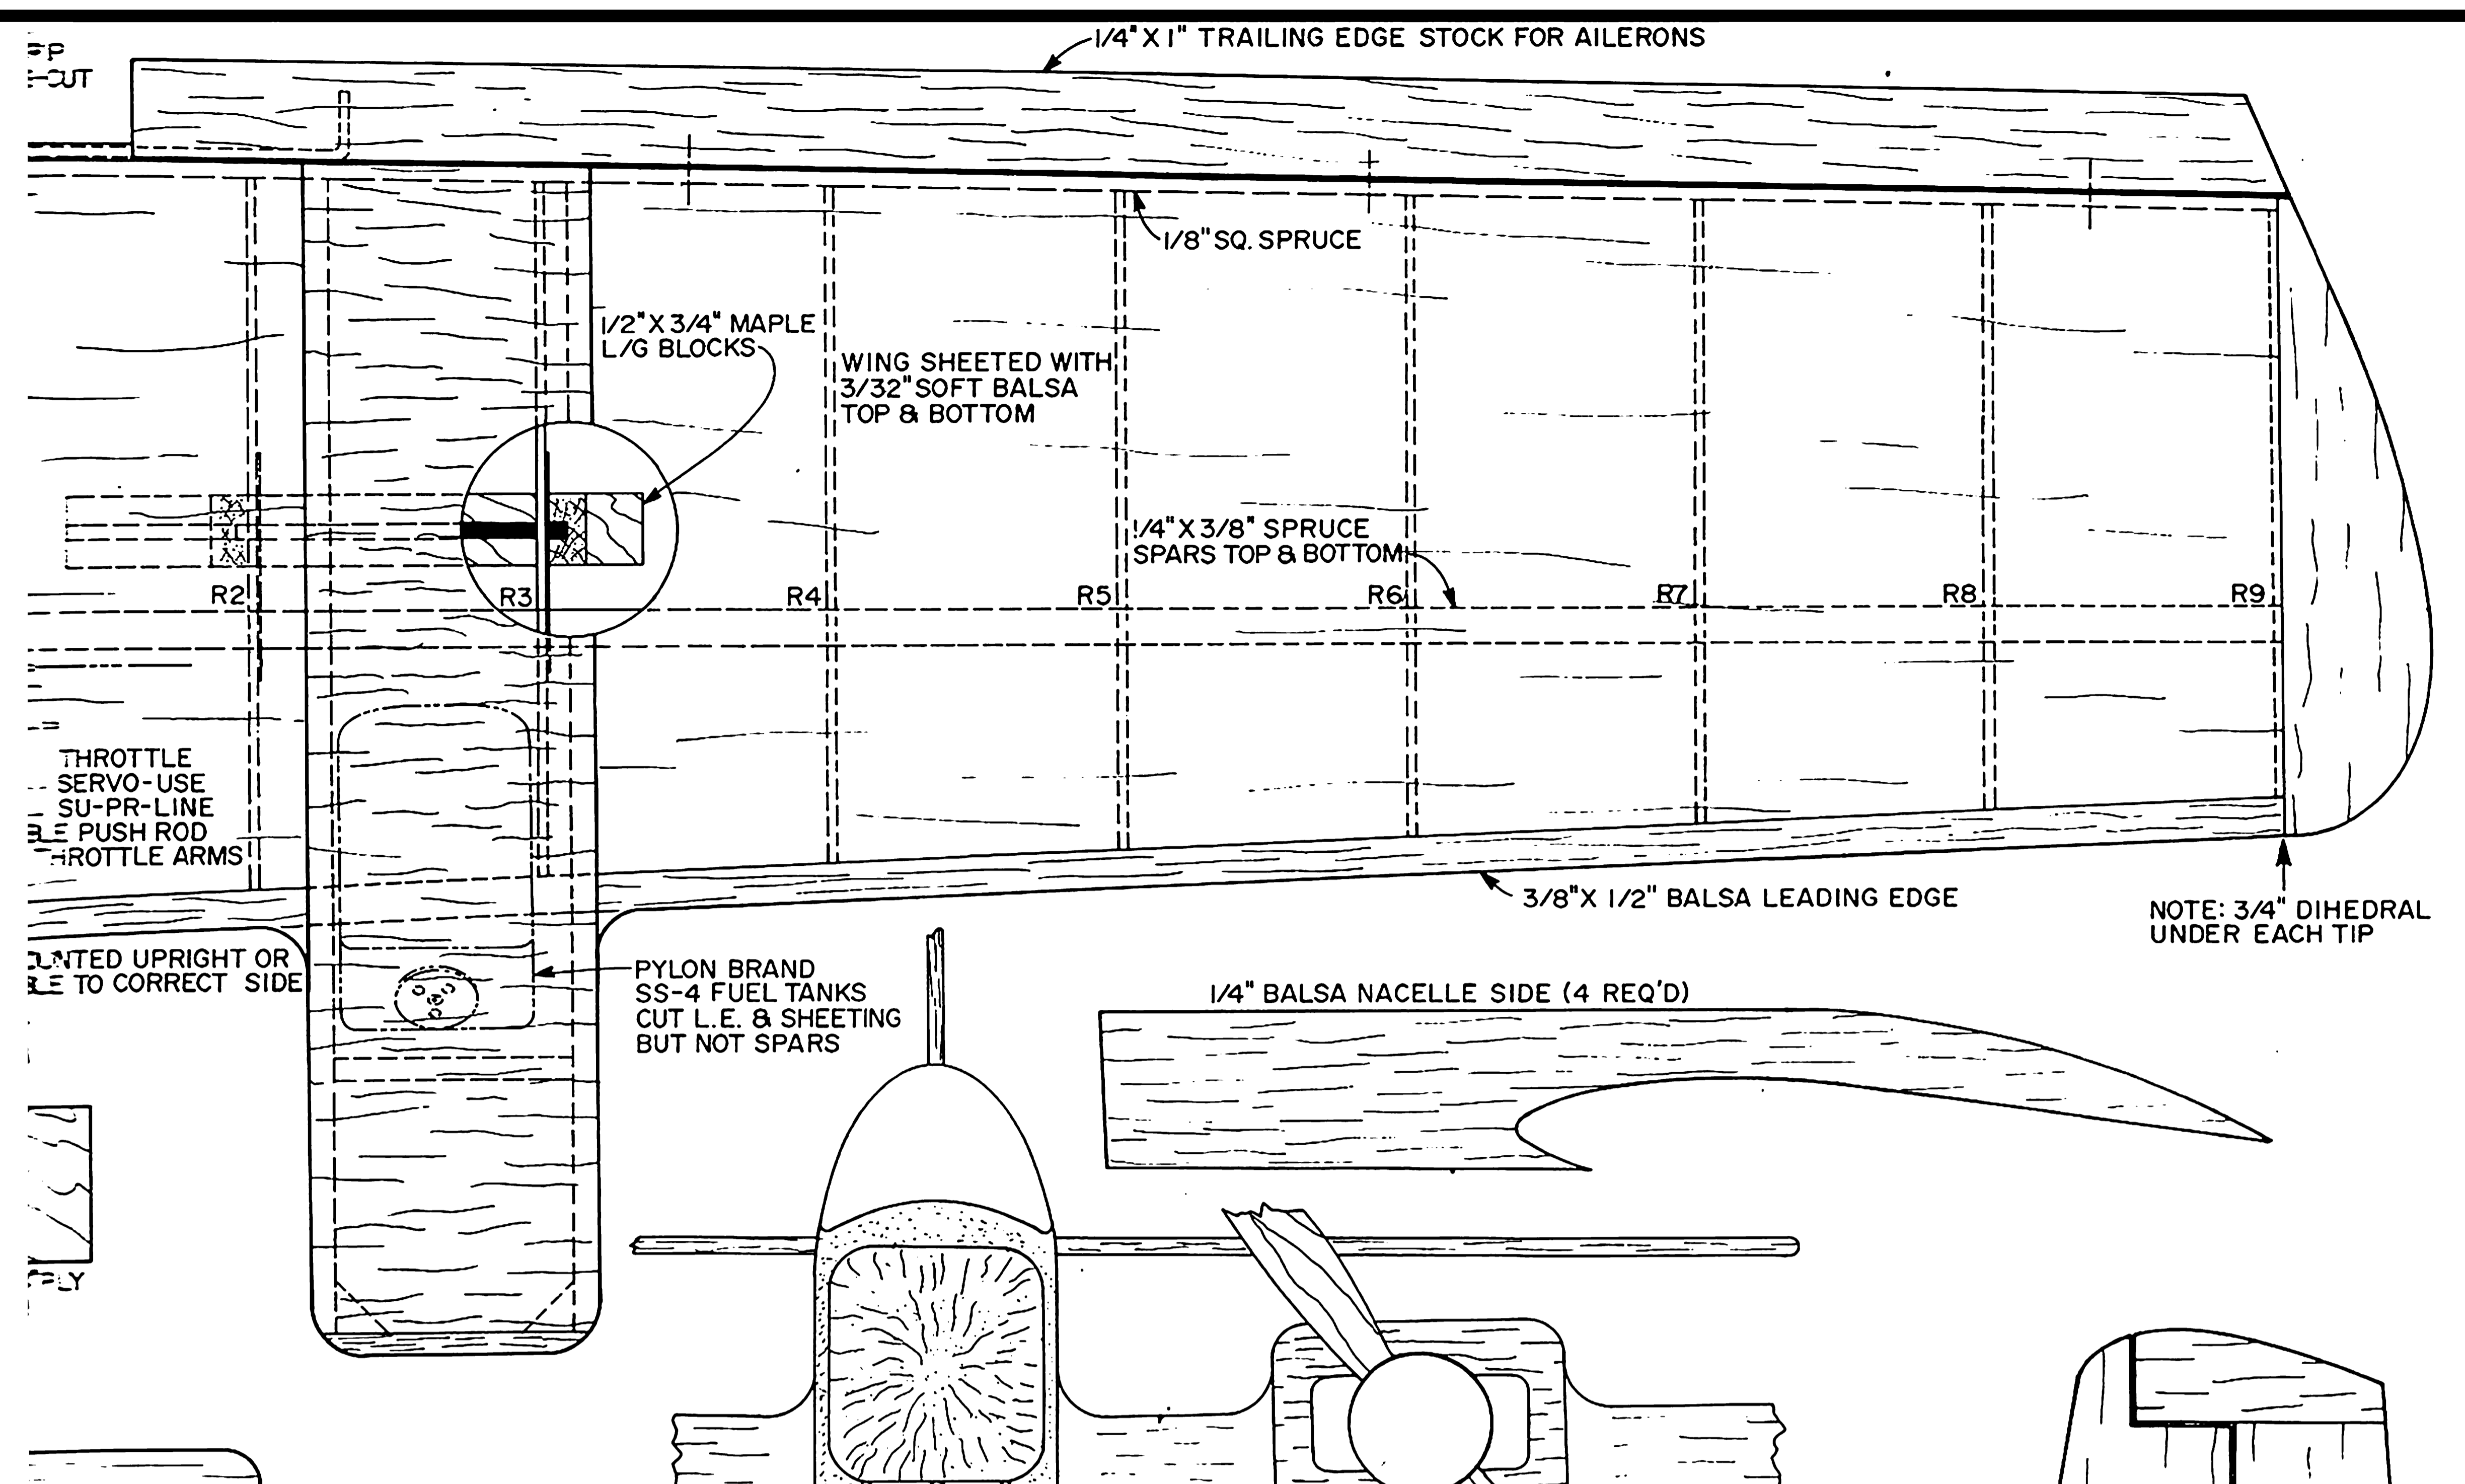 1/4" X 1" TRAILING EDGE STOCK FOR AILERONS
1/8" SQ. SPRUCE
1/2" X 3/4" MAPLE
L/G BLOCKS
WING SHEETED WITH
3/32" SOFT BALSA
TOP & BOTTOM
1/4" X 3/8" SPRUCE
SPARS TOP & BOTTOM
R2
R3
R4
R5
R6
R7
R8
R9
THROTTLE
SERVO-USE
SU-PR-LINE
PUSH ROD
THROTTLE ARMS
3/8" X 1/2" BALSA LEADING EDGE
NOTE: 3/4" DIHEDRAL
UNDER EACH TIP
UPRIGHT OR
TO CORRECT SIDE
PYLON BRAND
SS-4 FUEL TANKS
CUT L.E. & SHEETING
BUT NOT SPARS
1/4" BALSA NACELLE SIDE (4 REQ'D)